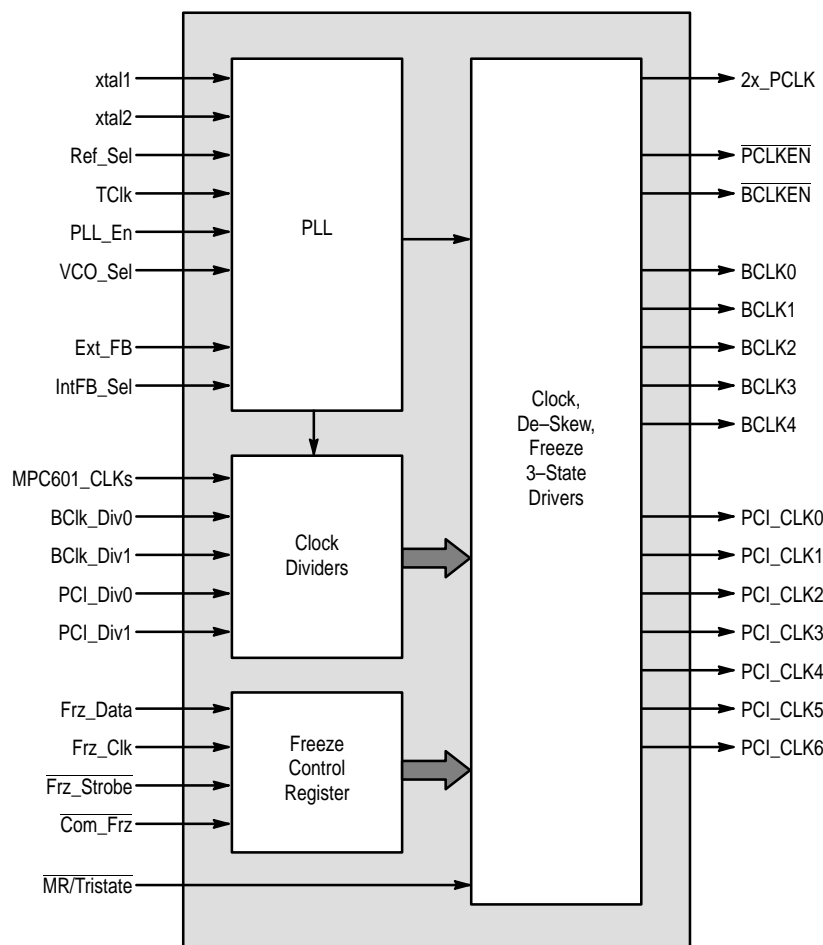 xtal1
xtal2
Ref_Sel
TClk
PLL_En
VCO_Sel
Ext_FB
IntFB_Sel
PLL
MPC601_CLKs
BClk_Div0
BClk_Div1
PCI_Div0
PCI_Div1
Clock
Dividers
Frz_Data
Frz_Clk
Frz_Strobe
Com_Frz
Freeze
Control
Register
MR/Tristate
Clock,
De–Skew,
Freeze
3–State
Drivers
2x_PCLK
PCLKEN
BCLKEN
BCLK0
BCLK1
BCLK2
BCLK3
BCLK4
PCI_CLK0
PCI_CLK1
PCI_CLK2
PCI_CLK3
PCI_CLK4
PCI_CLK5
PCI_CLK6